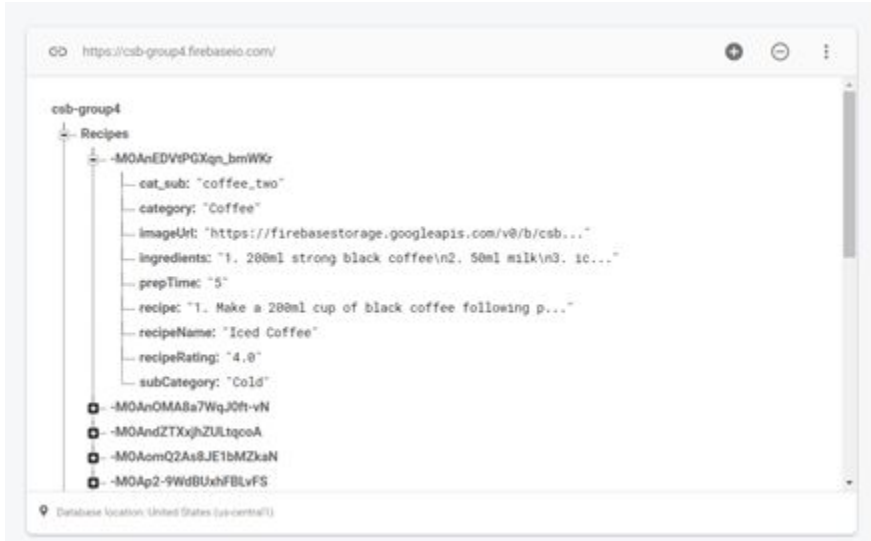 https://csb-group4.firebaseio.com/
csb-group4
Recipes
-MOAnEDVtPGXqn_bmWKr
cat_sub: "coffee_two"
category: "Coffee"
imageUrl: "https://firebasestorage.googleapis.com/v0/b/csb..."
ingredients: "1. 200ml strong black coffee\n2. 50ml milk\n3. ic..."
prepTime: "5"
recipe: "1. Make a 200ml cup of black coffee following p..."
recipeName: "Iced Coffee"
recipeRating: "4.0"
subCategory: "Cold"
-MOAnOMA8a7WqJ0ft-vN
-MOAndZTXxjhZULtqcoA
-MOAomQ2As8JE1bMZkaN
-MOAp2-9WdBUxhFBLvFS
Database location: United States (us-central1)